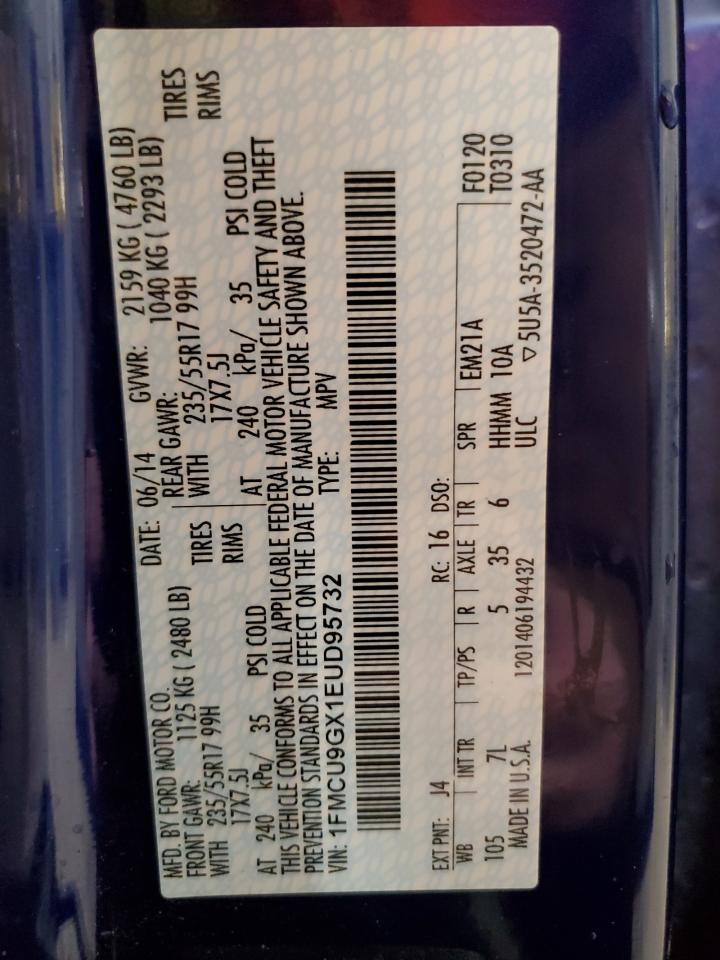 MFD. BY FORD MOTOR CO.
DATE: 06/14 GVWR: 2159 KG ( 4760 LB)
FRONT GAWR: 1125 KG ( 2480 LB) REAR GAWR: 1040 KG ( 2293 LB)
WITH 235/55R17 99H TIRES WITH 235/55R17 99H TIRES
17X7.5J RIMS 17X7.5J RIMS
AT 240 kPa/ 35 PSI COLD AT 240 kPa/ 35 PSI COLD
THIS VEHICLE CONFORMS TO ALL APPLICABLE FEDERAL MOTOR VEHICLE SAFETY AND THEFT
PREVENTION STANDARDS IN EFFECT ON THE DATE OF MANUFACTURE SHOWN ABOVE.
VIN: 1FMCU9GX1EUD95732 TYPE: MPV
EXT PNT: J4 RC: 16 DSO: F0120
WB INT TR TP/PS R AXLE TR SPR EM21A T0310
105 7L 5 35 6 HHMM 10A
MADE IN U.S.A. 1201406194432 ULC ▽5U5A-3520472-AA